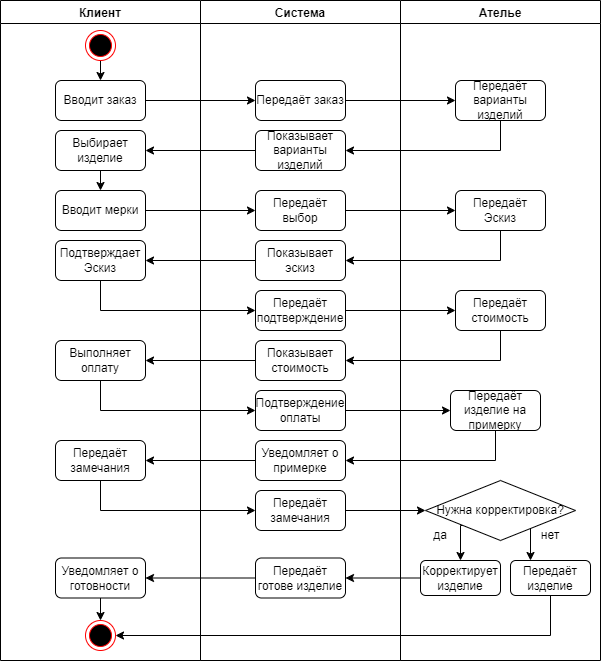 Клиент
Система
Ателье
Вводит заказ
Передаёт заказ
Передаёт
варианты
изделий
Выбирает
изделие
Показывает
варианты
изделий
Вводит мерки
Передаёт
выбор
Передаёт
Эскиз
Подтверждает
Эскиз
Показывает
эскиз
Передаёт
подтверждение
Передаёт
стоимость
Выполняет
оплату
Показывает
стоимость
Подтверждение
оплаты
Передаёт
изделие на
примерку
Передаёт
замечания
Уведомляет о
примерке
Передаёт
замечания
Нужна корректировка?
да
нет
Уведомляет о
готовности
Передаёт
готове изделие
Корректирует
изделие
Передаёт
изделие